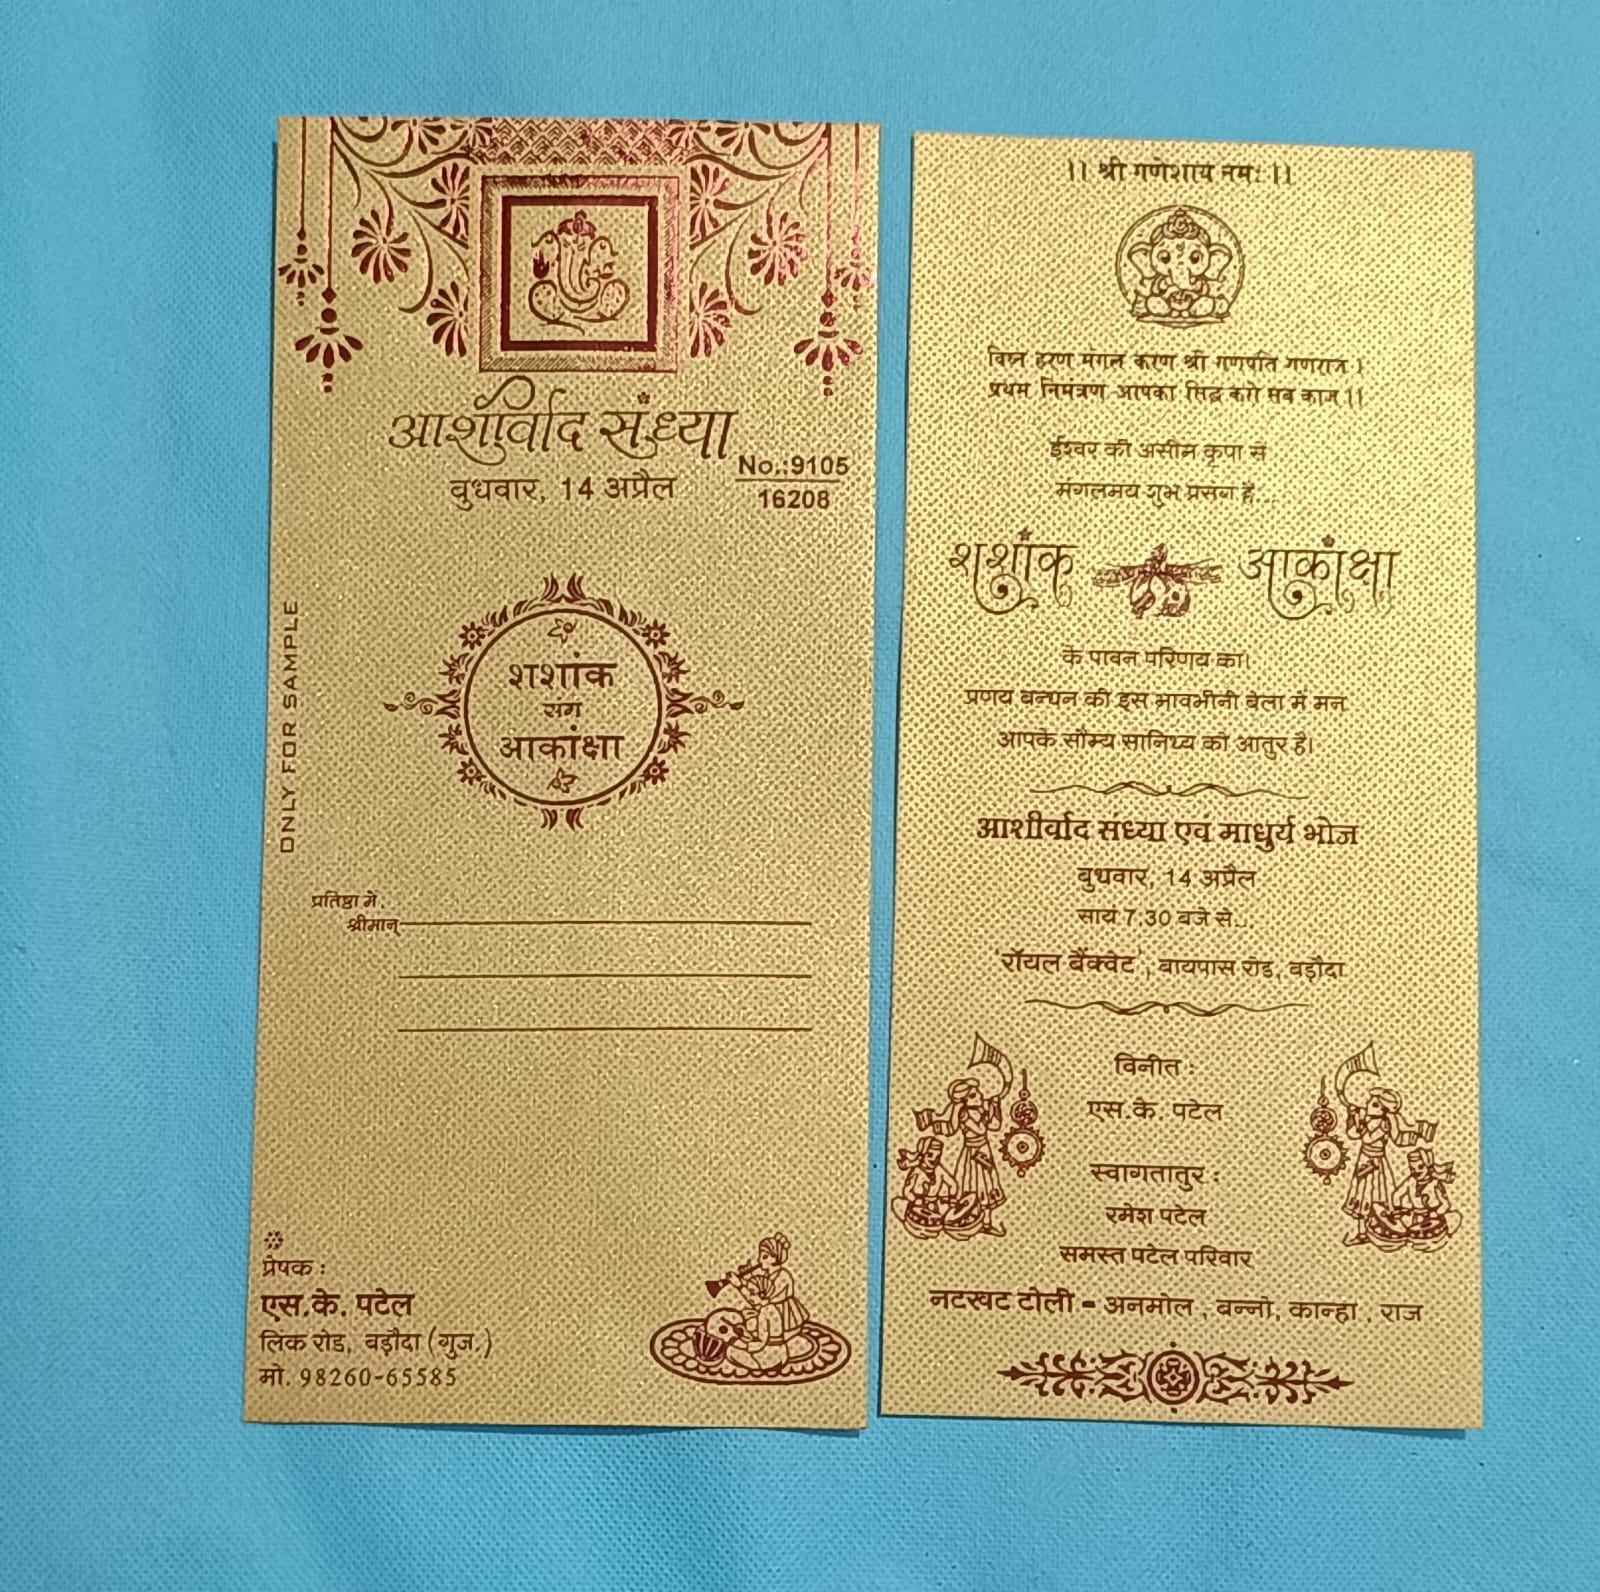 आशीर्वाद संध्या
बुधवार, 14 अप्रैल
No.:9105
16208
ONLY FOR SAMPLE
शशांक
संग
आकांक्षा
प्रतिष्ठा में,
श्रीमान्
प्रेषक :
एस.के. पटेल
लिंक रोड, बड़ौदा (गुज.)
मो. 98260-65585
।। श्री गणेशाय नमः ।।
विघ्न हरण मंगल करण श्री गणपति गणराज ।
प्रथम निमंत्रण आपका सिद्ध करो सब काज ।।
ईश्वर की असीम कृपा से
मंगलमय शुभ प्रसंग है...
शशांक आकांक्षा
के पावन परिणय का।
प्रणय बन्धन की इस भावभीनी बेला में मन
आपके सौम्य सानिध्य को आतुर है।
आशीर्वाद संध्या एवं माधुर्य भोज
बुधवार, 14 अप्रैल
सायं 7.30 बजे से...
'रॉयल बैंक्वेट', बायपास रोड, बड़ौदा
विनीत :
एस.के. पटेल
स्वागतातुर :
रमेश पटेल
समस्त पटेल परिवार
नटखट टोली - अनमोल, बन्नो, कान्हा, राज